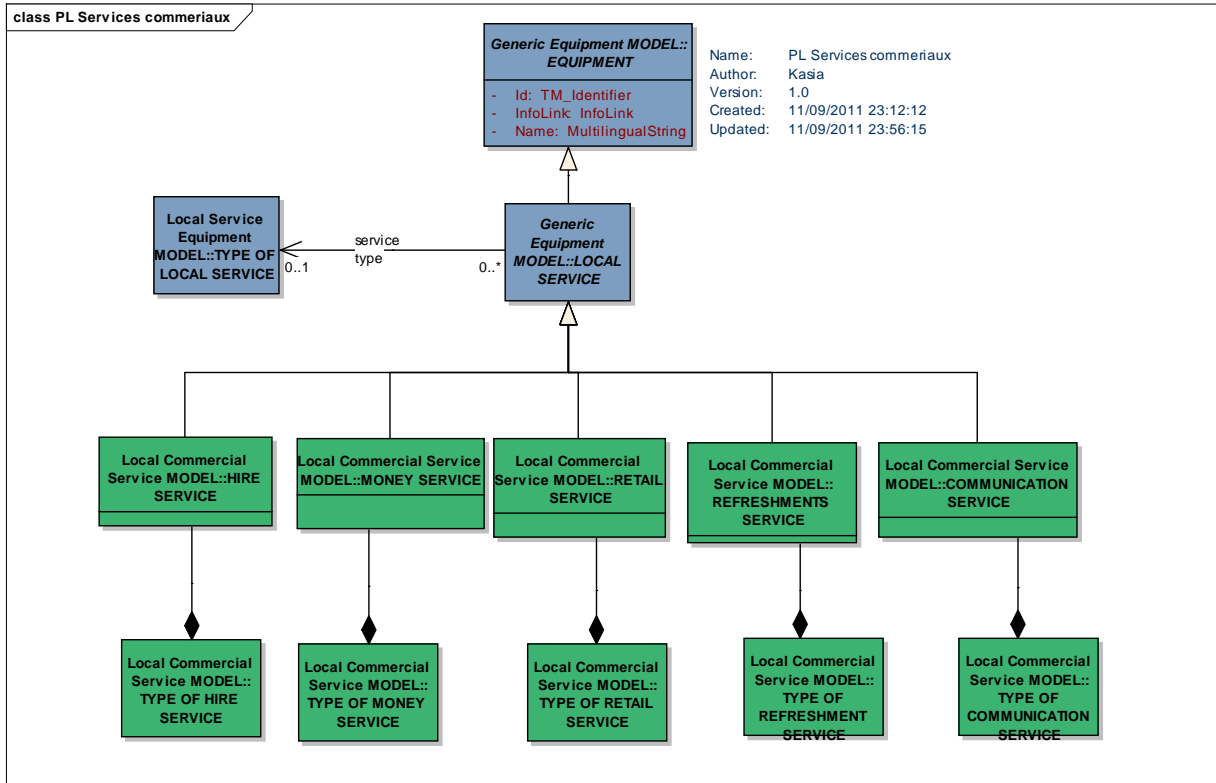 class PL Services commeriaux
Generic Equipment MODEL::
EQUIPMENT
- Id: TM_Identifier
- InfoLink: InfoLink
- Name: MultilingualString
Name: PL Services commeriaux
Author: Kasia
Version: 1.0
Created: 11/09/2011 23:12:12
Updated: 11/09/2011 23:56:15
Local Service
Equipment
MODEL::TYPE OF
LOCAL SERVICE
0..1
service
type
0..*
Generic
Equipment
MODEL::LOCAL
SERVICE
Local Commercial
Service MODEL::HIRE
SERVICE
Local Commercial Service
MODEL::MONEY SERVICE
Local Commercial
Service MODEL::RETAIL
SERVICE
Local Commercial
Service MODEL::
REFRESHMENTS
SERVICE
Local Commercial Service
MODEL::COMMUNICATION
SERVICE
Local Commercial
Service MODEL::
TYPE OF HIRE
SERVICE
Local Commercial
Service MODEL::
TYPE OF MONEY
SERVICE
Local Commercial
Service MODEL::
TYPE OF RETAIL
SERVICE
Local Commercial
Service MODEL::
TYPE OF
REFRESHMENT
SERVICE
Local Commercial
Service MODEL::
TYPE OF
COMMUNICATION
SERVICE